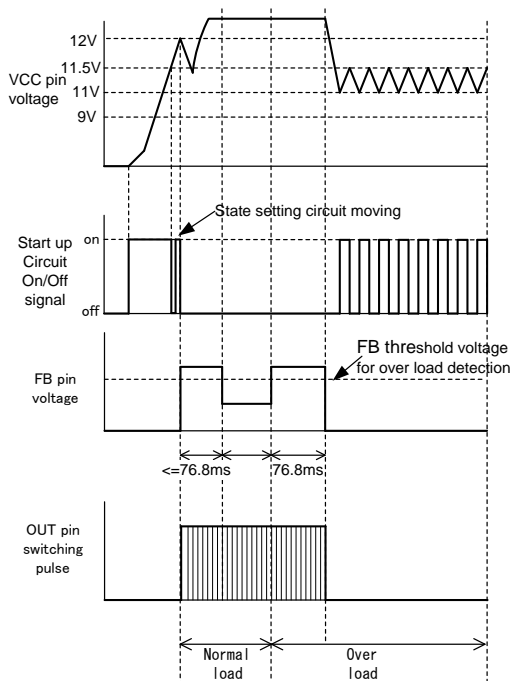 12V
11.5V
VCC pin
voltage
11V
9V
State setting circuit moving
Start up
Circuit
On/Off
signal
on
off
FB threshold voltage
for over load detection
FB pin
voltage
<=76.8ms
76.8ms
OUT pin
switching
pulse
Normal
load
Over
load